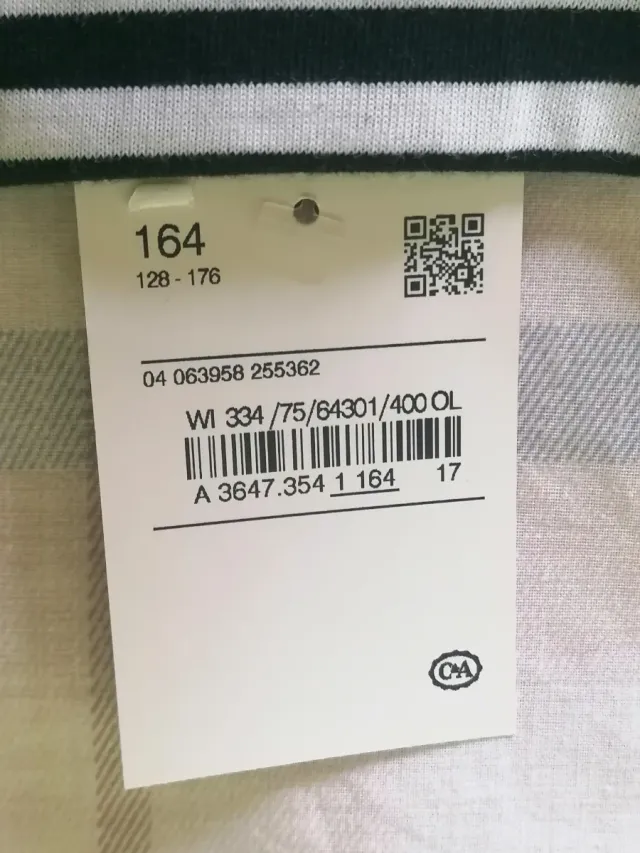 164
128 - 176
04 063958 255362
WI 334 /75/64301/400 OL
A 3647.354 1 164 17
C&A